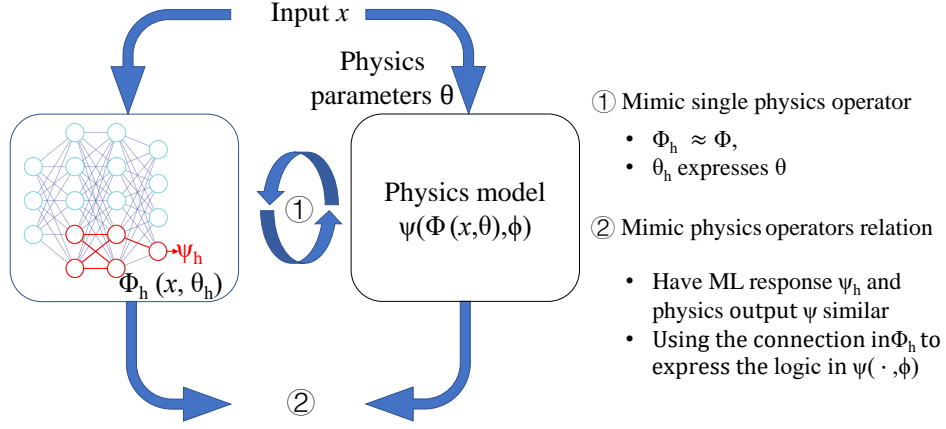 Input x
Physics
parameters θ
Ψh
Φh (x, θh)
①
Physics model
ψ(Φ(x,θ),ϕ)
②
① Mimic single physics operator
• Φh ≈ Φ,
• θh expresses θ
② Mimic physics operators relation
• Have ML response ψh and
physics output ψ similar
• Using the connection inΦh to
express the logic in ψ( · ,ϕ)